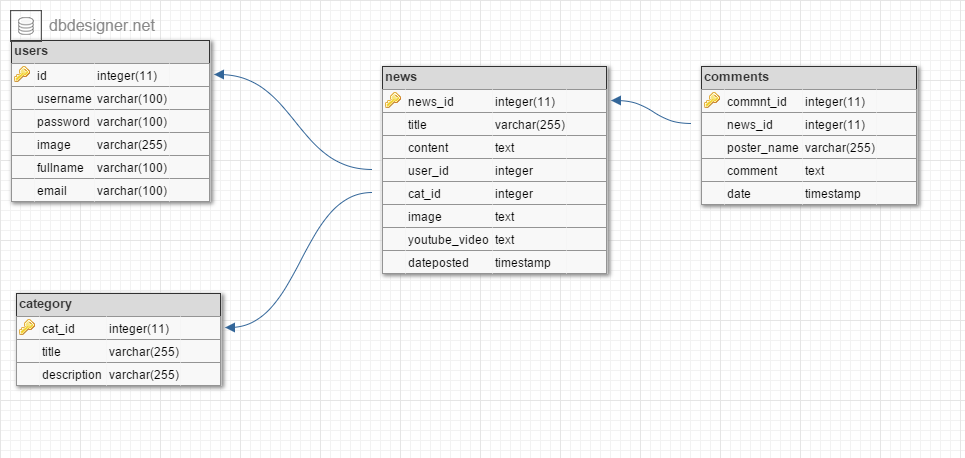 dbdesigner.net
users
id integer(11)
username varchar(100)
password varchar(100)
image varchar(255)
fullname varchar(100)
email varchar(100)
news
news_id integer(11)
title varchar(255)
content text
user_id integer
cat_id integer
image text
youtube_video text
dateposted timestamp
comments
commnt_id integer(11)
news_id integer(11)
poster_name varchar(255)
comment text
date timestamp
category
cat_id integer(11)
title varchar(255)
description varchar(255)